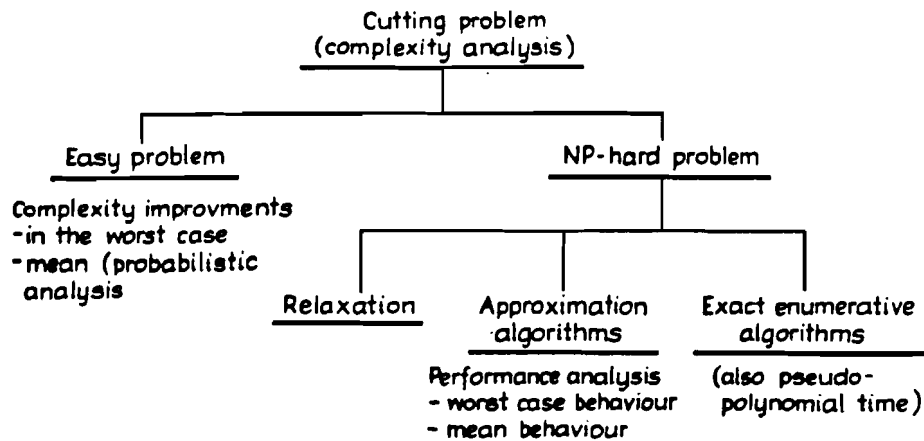 Cutting problem
(complexity analysis)
Easy problem
NP-hard problem
Complexity improvments
-in the worst case
-mean (probabilistic
analysis
Relaxation
Approximation
algorithms
Exact enumerative
algorithms
Performance analysis
- worst case behaviour
- mean behaviour
(also pseudo-
polynomial time)